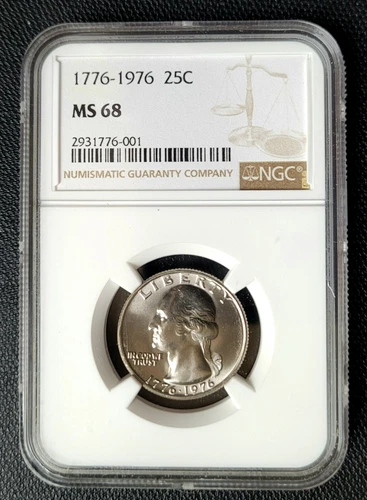 1776-1976 25C
MS 68
2931776-001
NUMISMATIC GUARANTY COMPANY
NGC
LIBERTY
IN GOD WE
TRUST
1776-1976